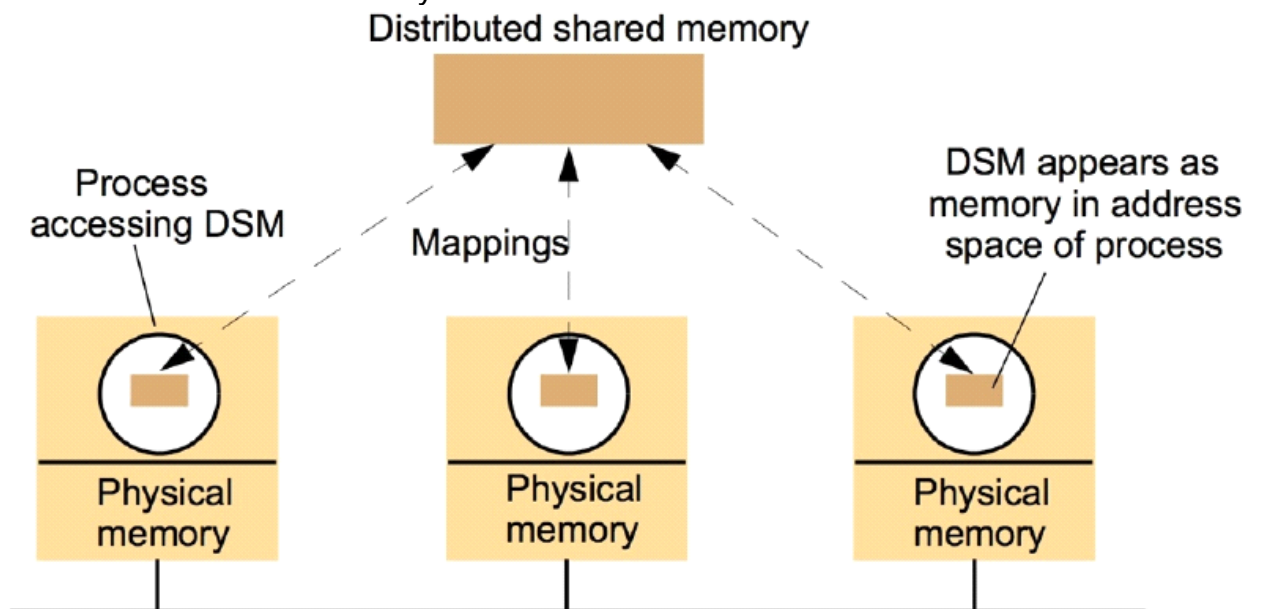 Distributed shared memory
Process
accessing DSM
Mappings
DSM appears as
memory in address
space of process
Physical
memory
Physical
memory
Physical
memory